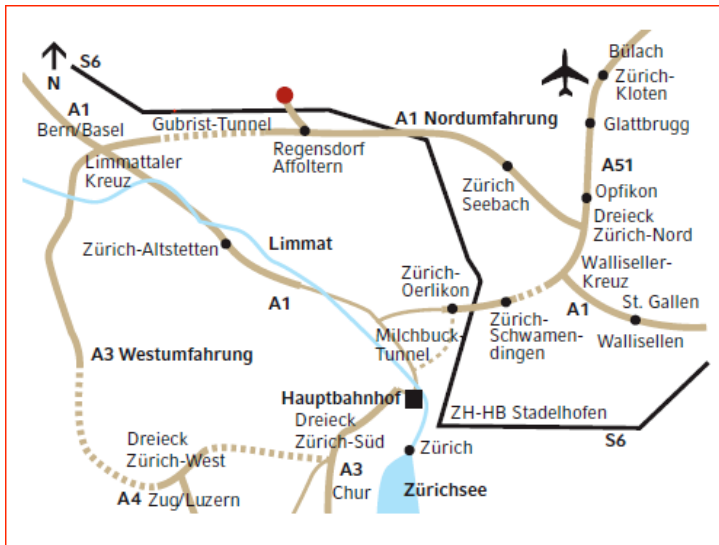 S6
N
A1
Bern/Basel
Gubrist-Tunnel
Limmattaler
Kreuz
Regensdorf
Affoltern
A1 Nordumfahrung
Bülach
Zürich-
Kloten
Glattbrugg
A51
Opfikon
Zürich
Seebach
Dreieck
Zürich-Nord
Zürich-Altstetten
Limmat
A1
Zürich-
Oerlikon
Walliseller-
Kreuz
A1
St. Gallen
Wallisellen
Zürich-
Schwamen-
dingen
Milchbuck-
Tunnel
A3 Westumfahrung
Hauptbahnhof
Dreieck
Zürich-Süd
ZH-HB Stadelhofen
S6
Dreieck
Zürich-West
A4 Zug/Luzern
A3
Chur
Zürich
Zürichsee